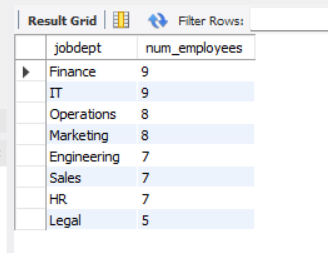 Result Grid Filter Rows:
jobdept num_employees
Finance 9
IT 9
Operations 8
Marketing 8
Engineering 7
Sales 7
HR 7
Legal 5